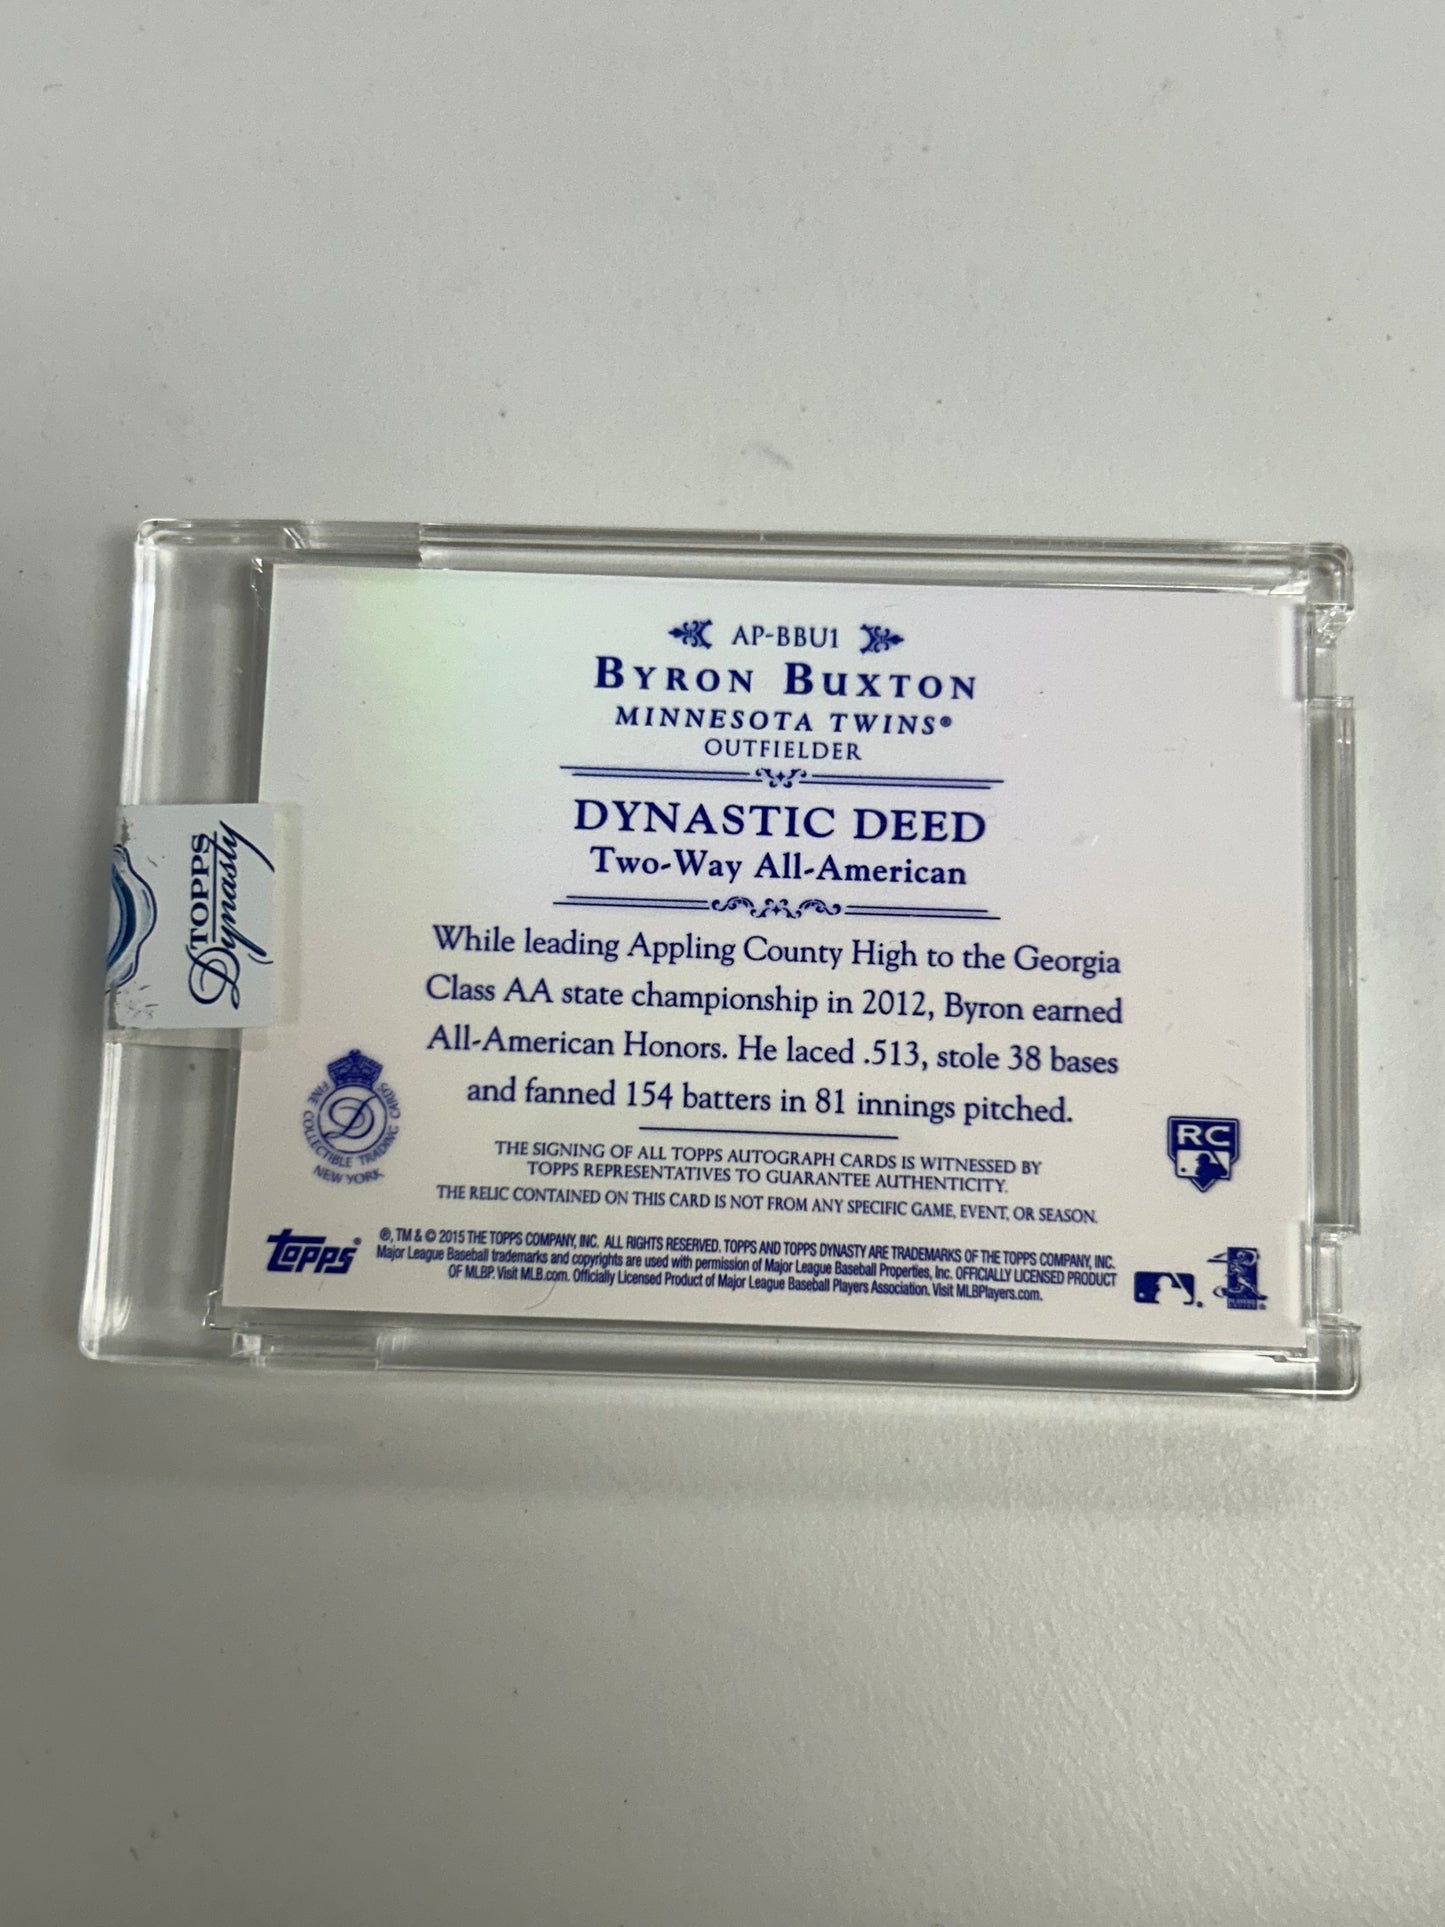 AP-BBU1
BYRON BUXTON
MINNESOTA TWINS®
OUTFIELDER
DYNASTIC DEED
Two-Way All-American
While leading Appling County High to the Georgia
Class AA state championship in 2012, Byron earned
All-American Honors. He laced .513, stole 38 bases
and fanned 154 batters in 81 innings pitched.
THE SIGNING OF ALL TOPPS AUTOGRAPH CARDS IS WITNESSED BY
TOPPS REPRESENTATIVES TO GUARANTEE AUTHENTICITY.
THE RELIC CONTAINED ON THIS CARD IS NOT FROM ANY SPECIFIC GAME, EVENT, OR SEASON.
®, TM & © 2015 THE TOPPS COMPANY, INC. ALL RIGHTS RESERVED. TOPPS AND TOPPS DYNASTY ARE TRADEMARKS OF THE TOPPS COMPANY, INC.
Major League Baseball trademarks and copyrights are used with permission of Major League Baseball Properties, Inc. OFFICIALLY LICENSED PRODUCT
OF MLBP. Visit MLB.com. Officially Licensed Product of Major League Baseball Players Association. Visit MLBPlayers.com.
topps®
D
FINE COLLECTIBLE TRADING CARDS
NEW YORK
RC
TOPPS
Dynasty